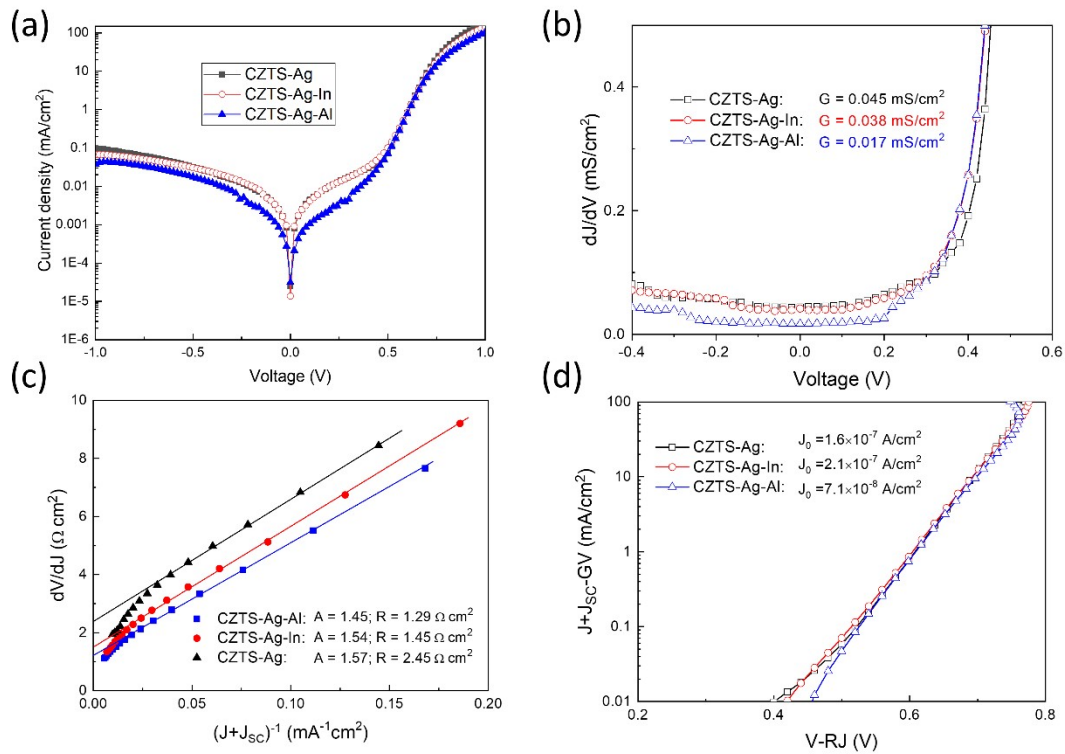 (a)
100
10
1
0.1
0.01
0.001
1E-4
1E-5
1E-6
Current density (mA/cm²)
CZTS-Ag
CZTS-Ag-In
CZTS-Ag-Al
-1.0 -0.5 0.0 0.5 1.0
Voltage (V)
(b)
0.4
0.2
0.0
dJ/dV (mS/cm²)
CZTS-Ag: G = 0.045 mS/cm²
CZTS-Ag-In: G = 0.038 mS/cm²
CZTS-Ag-Al: G = 0.017 mS/cm²
-0.4 -0.2 0.0 0.2 0.4 0.6
Voltage (V)
(c)
10
8
6
4
2
0
dV/dJ (Ω cm²)
CZTS-Ag-Al: A = 1.45; R = 1.29 Ω cm²
CZTS-Ag-In: A = 1.54; R = 1.45 Ω cm²
CZTS-Ag: A = 1.57; R = 2.45 Ω cm²
0.00 0.05 0.10 0.15 0.20
(J+J_SC)⁻¹ (mA⁻¹cm²)
(d)
100
10
1
0.1
0.01
J+J_SC-GV (mA/cm²)
CZTS-Ag: J₀ =1.6×10⁻⁷ A/cm²
CZTS-Ag-In: J₀ =2.1×10⁻⁷ A/cm²
CZTS-Ag-Al: J₀ =7.1×10⁻⁸ A/cm²
0.2 0.4 0.6 0.8
V-RJ (V)